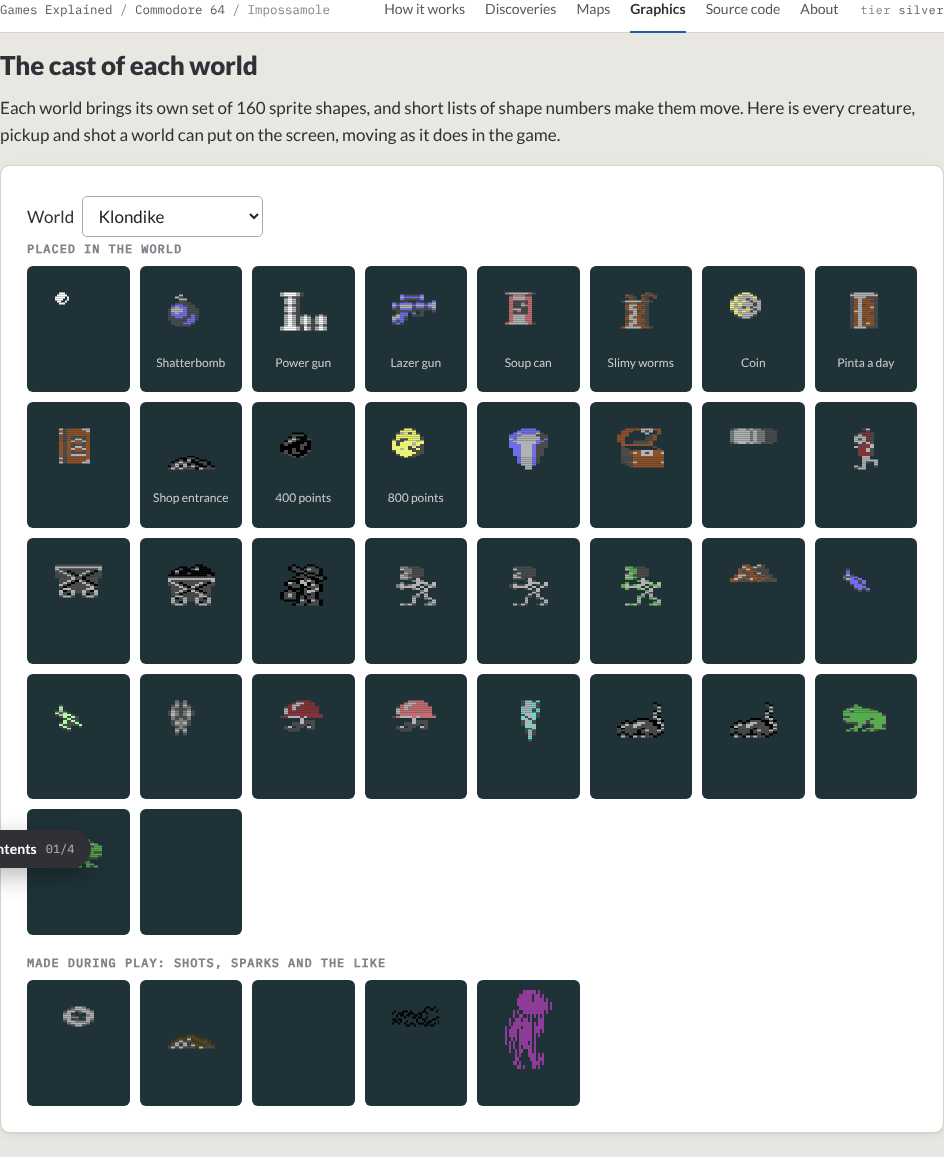 Games Explained / Commodore 64 / Impossamole
How it works Discoveries Maps Graphics Source code About tier silver
The cast of each world
Each world brings its own set of 160 sprite shapes, and short lists of shape numbers make them move. Here is every creature,
pickup and shot a world can put on the screen, moving as it does in the game.
World Klondike
PLACED IN THE WORLD
Shatterbomb Power gun Lazer gun Soup can Slimy worms Coin Pinta a day
Shop entrance 400 points 800 points
ntents 01/4
MADE DURING PLAY: SHOTS, SPARKS AND THE LIKE